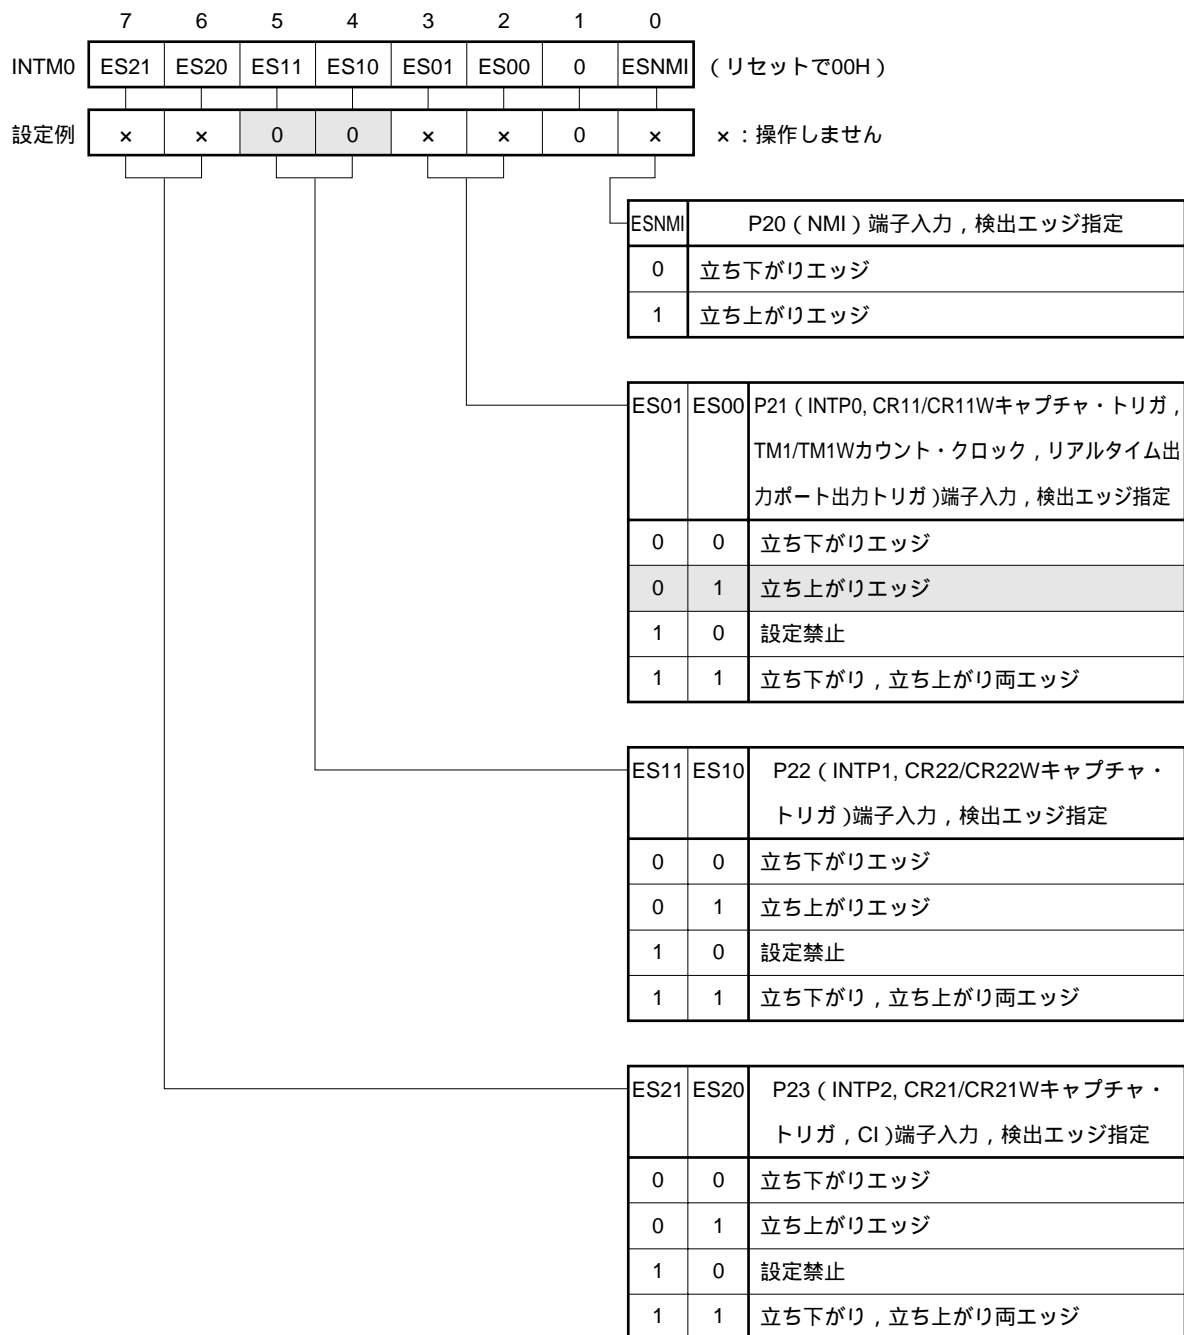 7 6 5 4 3 2 1 0
INTM0 ES21 ES20 ES11 ES10 ES01 ES00 0 ESNMI （リセットで00H）
設定例 × × 0 0 × × 0 × ×：操作しません
ESNMI P20（NMI）端子入力，検出エッジ指定
0 立ち下がりエッジ
1 立ち上がりエッジ
ES01 ES00 P21（INTP0, CR11/CR11Wキャプチャ・トリガ，
TM1/TM1Wカウント・クロック，リアルタイム出
力ポート出力トリガ）端子入力，検出エッジ指定
0 0 立ち下がりエッジ
0 1 立ち上がりエッジ
1 0 設定禁止
1 1 立ち下がり，立ち上がり両エッジ
ES11 ES10 P22（INTP1, CR22/CR22Wキャプチャ・
トリガ）端子入力，検出エッジ指定
0 0 立ち下がりエッジ
0 1 立ち上がりエッジ
1 0 設定禁止
1 1 立ち下がり，立ち上がり両エッジ
ES21 ES20 P23（INTP2, CR21/CR21Wキャプチャ・
トリガ，CI）端子入力，検出エッジ指定
0 0 立ち下がりエッジ
0 1 立ち上がりエッジ
1 0 設定禁止
1 1 立ち下がり，立ち上がり両エッジ